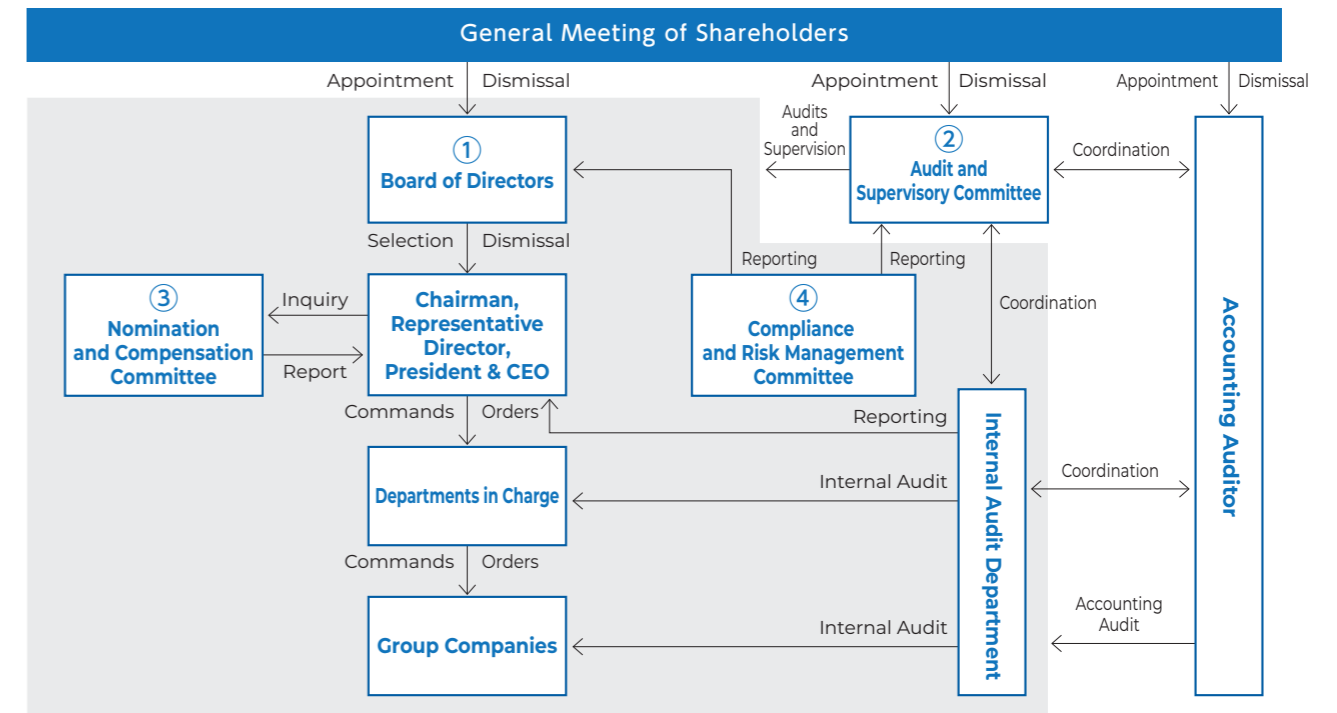 General Meeting of Shareholders
Appointment Dismissal
Appointment Dismissal
Appointment Dismissal
①
Board of Directors
Audits
and
Supervision
②
Audit and
Supervisory Committee
Coordination
Selection Dismissal
Reporting
Reporting
③
Nomination
and Compensation
Committee
Inquiry
Report
Chairman,
Representative
Director,
President & CEO
④
Compliance
and Risk Management
Committee
Coordination
Commands Orders
Reporting
Departments in Charge
Internal Audit
Coordination
Commands Orders
Group Companies
Internal Audit
Internal Audit Department
Accounting
Audit
Accounting Auditor